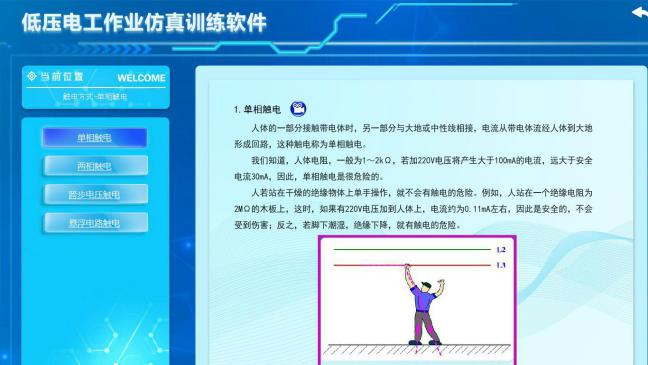 低压电工作业仿真训练软件
当前位置
WELCOME
触电方式-单相触电
单相触电
两相触电
跨步电压触电
悬浮电路触电
1. 单相触电
人体的一部分接触带电体时，另一部分与大地或中性线相接，电流从带电体流经人体到大地
形成回路，这种触电称为单相触电。
我们知道，人体电阻，一般为1～2kΩ，若加220V电压将产生大于100mA的电流，远大于安全
电流30mA，因此，单相触电是很危险的。
人若站在干燥的绝缘物体上单手操作，就不会有触电的危险。例如，人站在一个绝缘电阻为
2MΩ的木板上，这时，如果有220V电压加到人体上，电流约为0.11mA左右，因此是安全的，不会
受到伤害；反之，若脚下潮湿，绝缘下降，就有触电的危险。
L2
L3